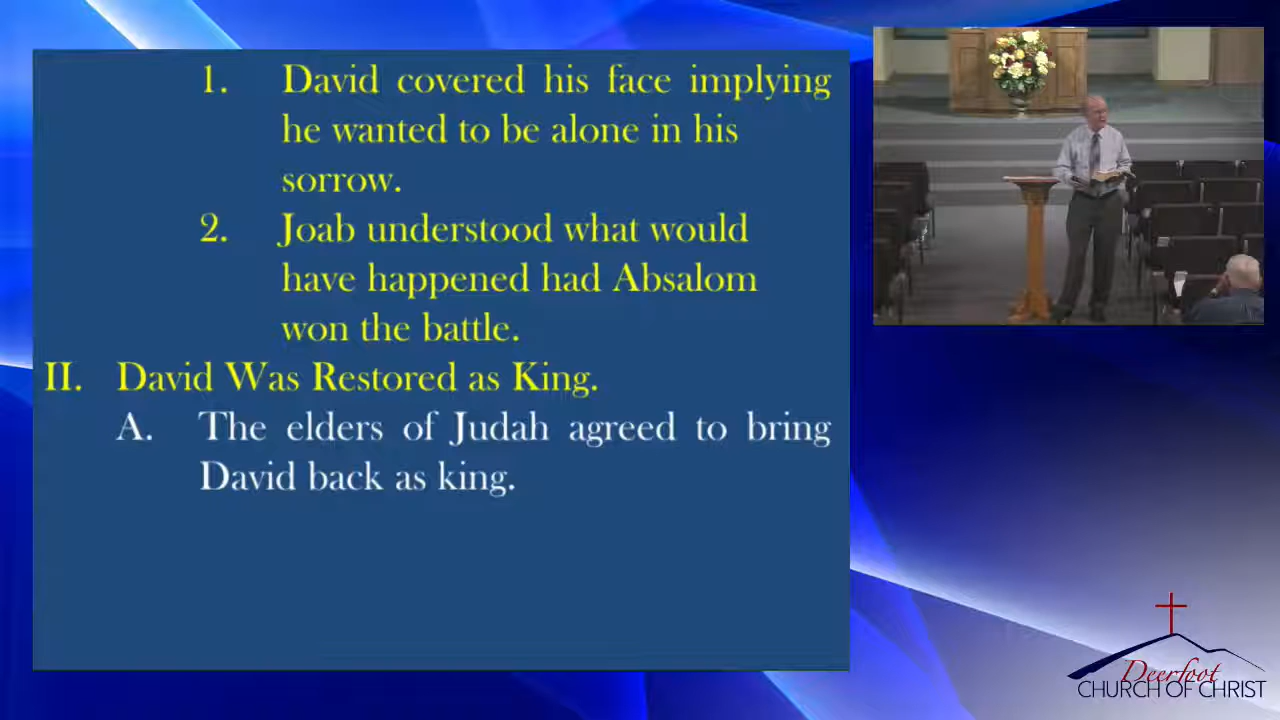 1. David covered his face implying
he wanted to be alone in his
sorrow.
2. Joab understood what would
have happened had Absalom
won the battle.
II. David Was Restored as King.
A. The elders of Judah agreed to bring
David back as king.
Deerfoot
CHURCH OF CHRIST